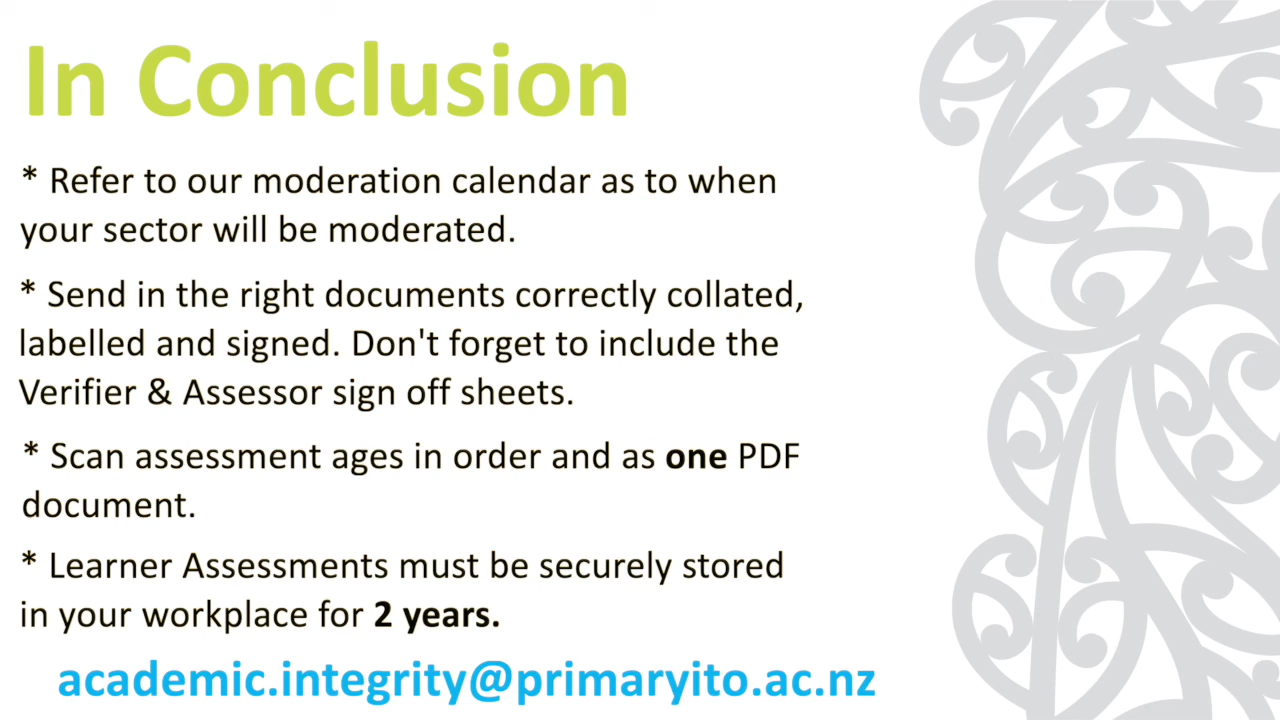 In Conclusion
* Refer to our moderation calendar as to when
your sector will be moderated.
* Send in the right documents correctly collated,
labelled and signed. Don't forget to include the
Verifier & Assessor sign off sheets.
* Scan assessment ages in order and as one PDF
document.
* Learner Assessments must be securely stored
in your workplace for 2 years.
academic.integrity@primaryito.ac.nz